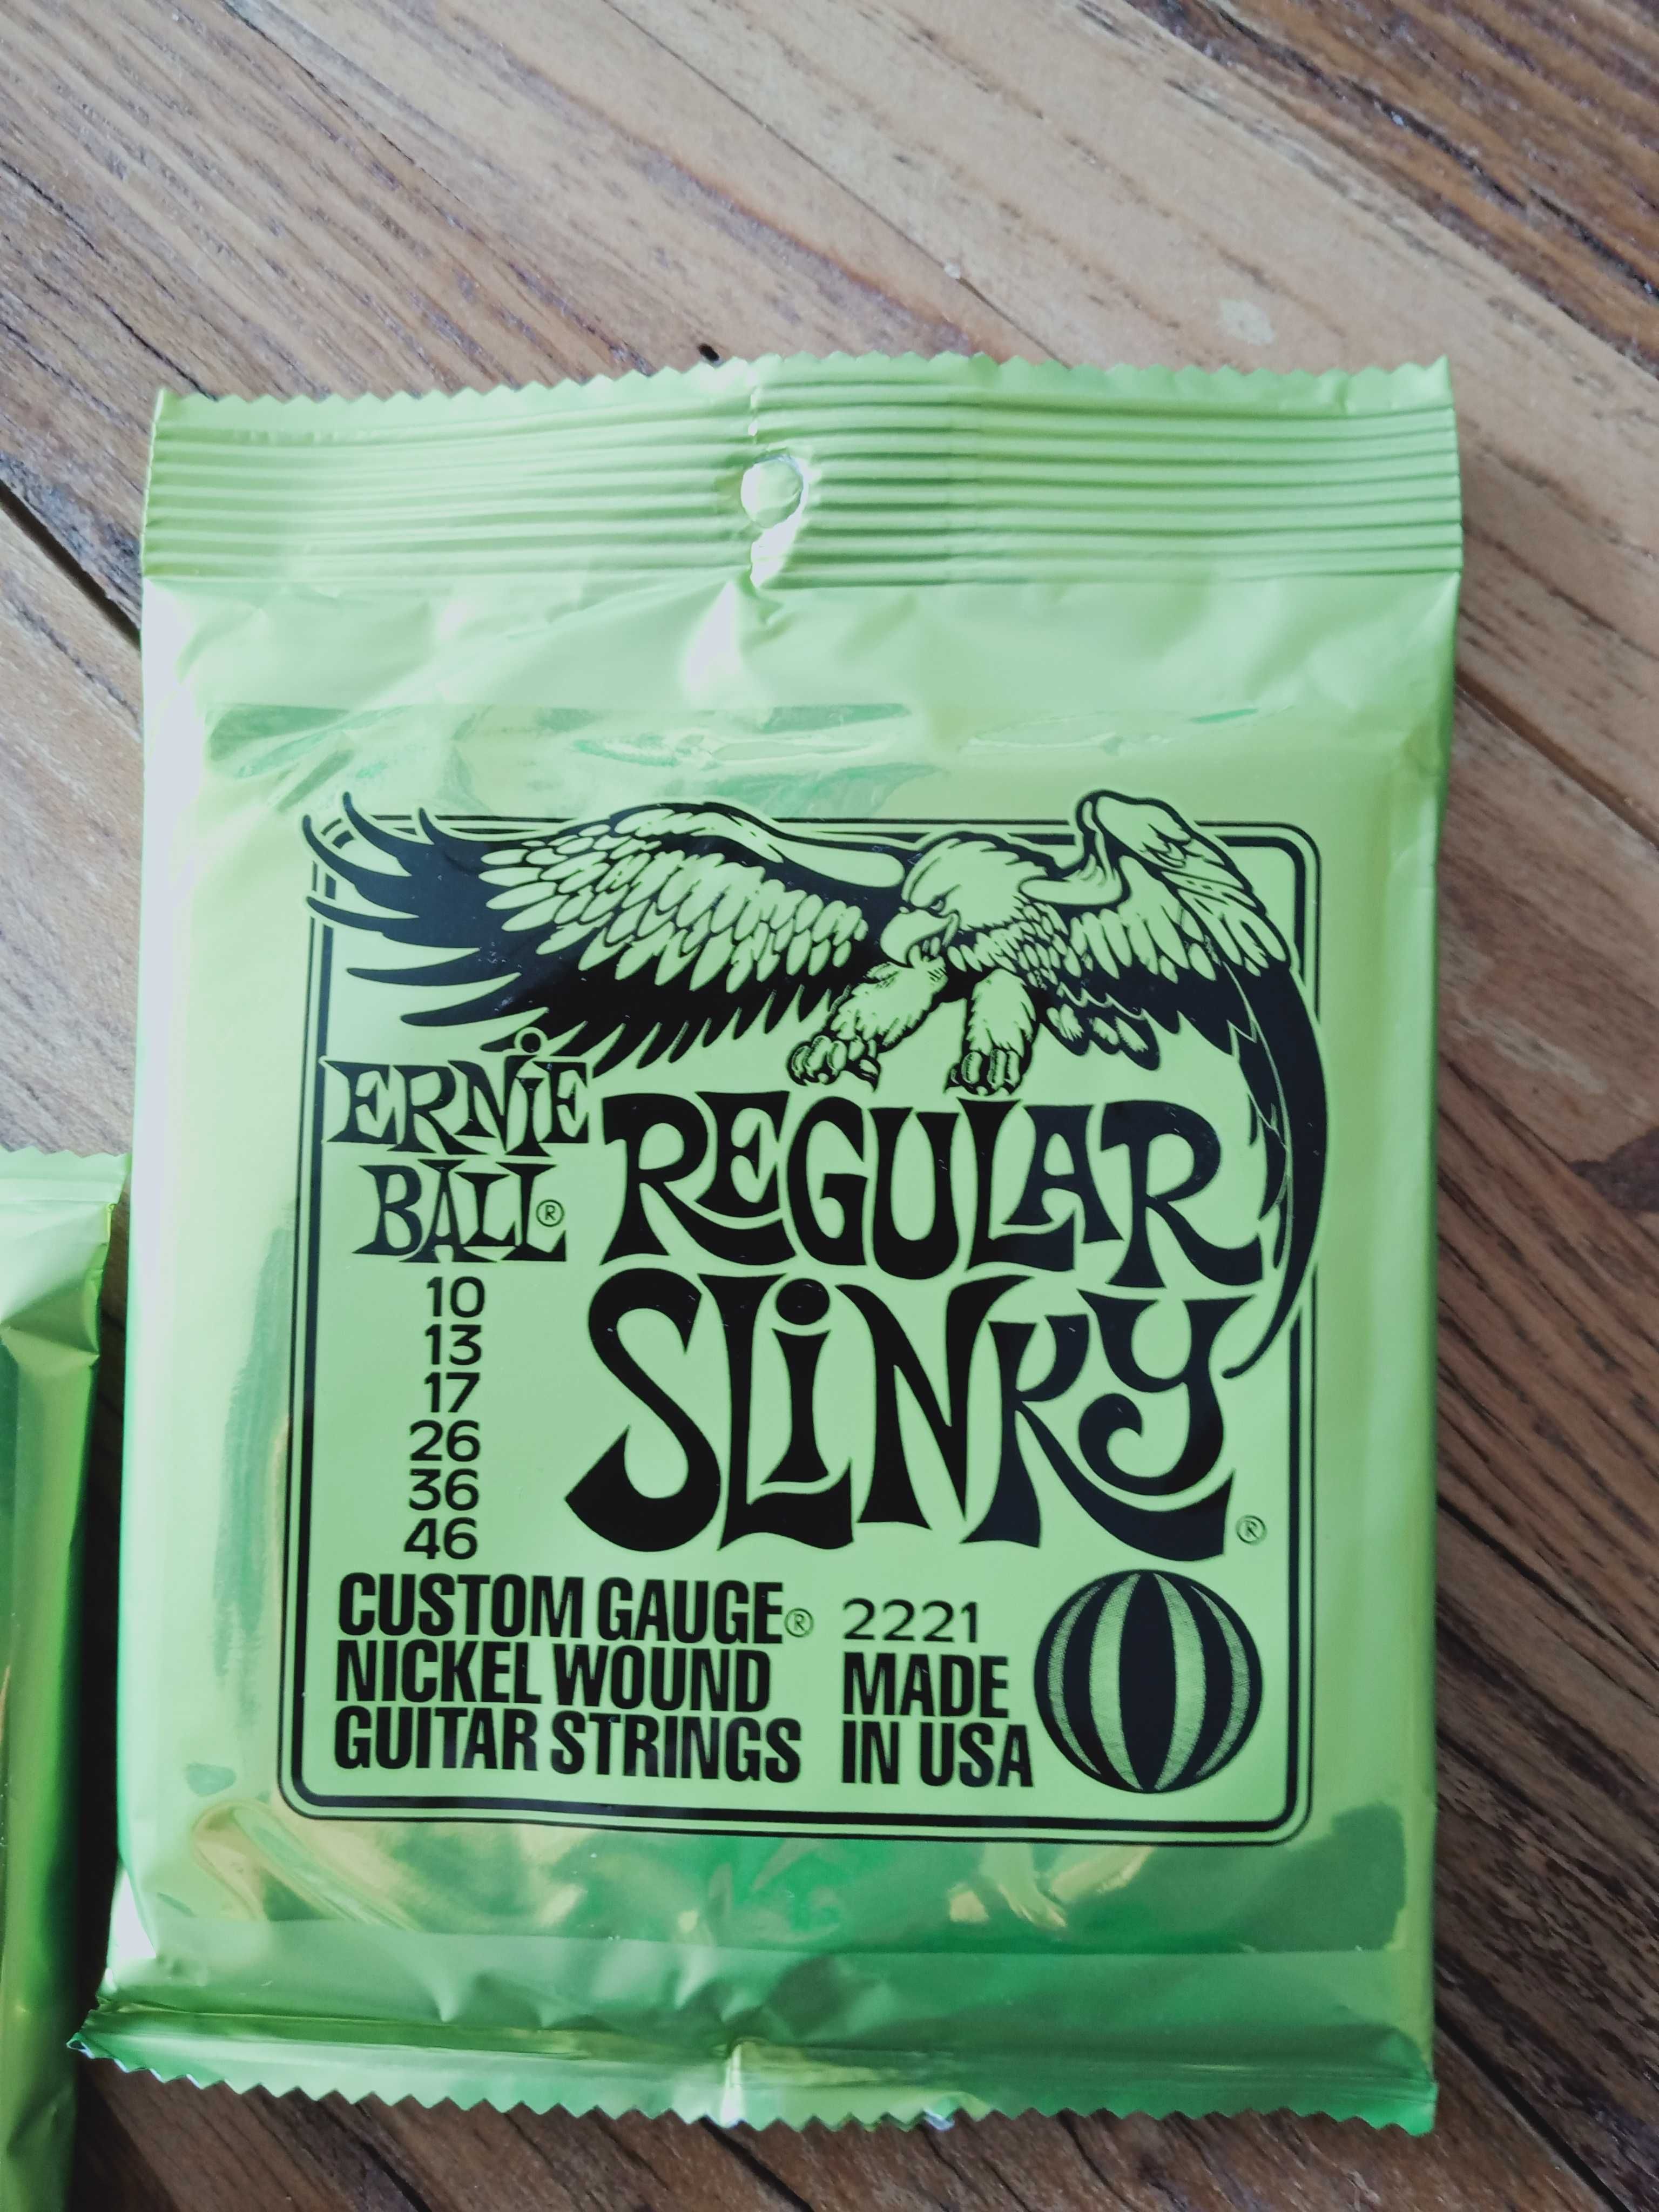 ERNiE
BALL®
REGULAR
SLiNKY®
10
13
17
26
36
46
CUSTOM GAUGE®
NICKEL WOUND
GUITAR STRINGS
2221
MADE
IN USA